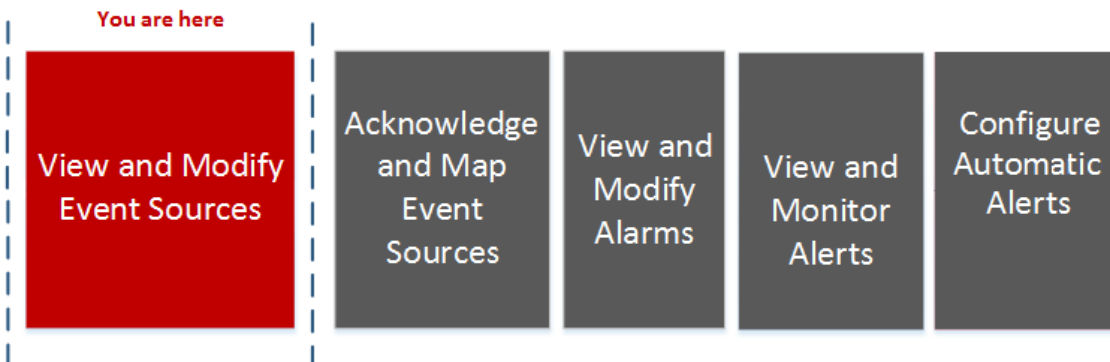 You are here
View and Modify
Event Sources
Acknowledge
and Map
Event
Sources
View and
Modify
Alarms
View and
Monitor
Alerts
Configure
Automatic
Alerts